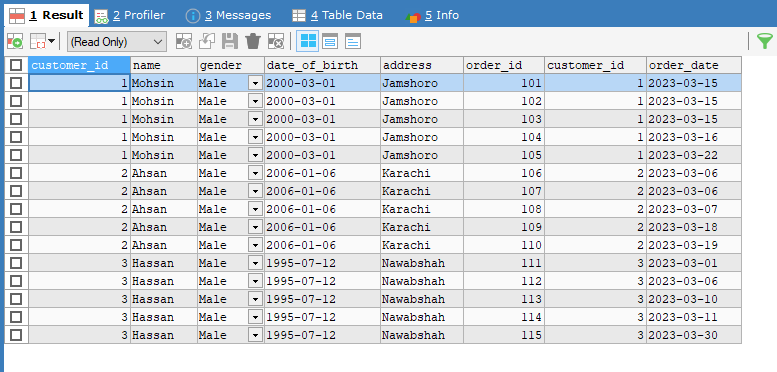 1 Result 2 Profiler 3 Messages 4 Table Data 5 Info
(Read Only)
customer_id name gender date_of_birth address order_id customer_id order_date
1 Mohsin Male 2000-03-01 Jamshoro 101 1 2023-03-15
1 Mohsin Male 2000-03-01 Jamshoro 102 1 2023-03-15
1 Mohsin Male 2000-03-01 Jamshoro 103 1 2023-03-15
1 Mohsin Male 2000-03-01 Jamshoro 104 1 2023-03-16
1 Mohsin Male 2000-03-01 Jamshoro 105 1 2023-03-22
2 Ahsan Male 2006-01-06 Karachi 106 2 2023-03-06
2 Ahsan Male 2006-01-06 Karachi 107 2 2023-03-06
2 Ahsan Male 2006-01-06 Karachi 108 2 2023-03-07
2 Ahsan Male 2006-01-06 Karachi 109 2 2023-03-18
2 Ahsan Male 2006-01-06 Karachi 110 2 2023-03-19
3 Hassan Male 1995-07-12 Nawabshah 111 3 2023-03-01
3 Hassan Male 1995-07-12 Nawabshah 112 3 2023-03-06
3 Hassan Male 1995-07-12 Nawabshah 113 3 2023-03-10
3 Hassan Male 1995-07-12 Nawabshah 114 3 2023-03-11
3 Hassan Male 1995-07-12 Nawabshah 115 3 2023-03-30